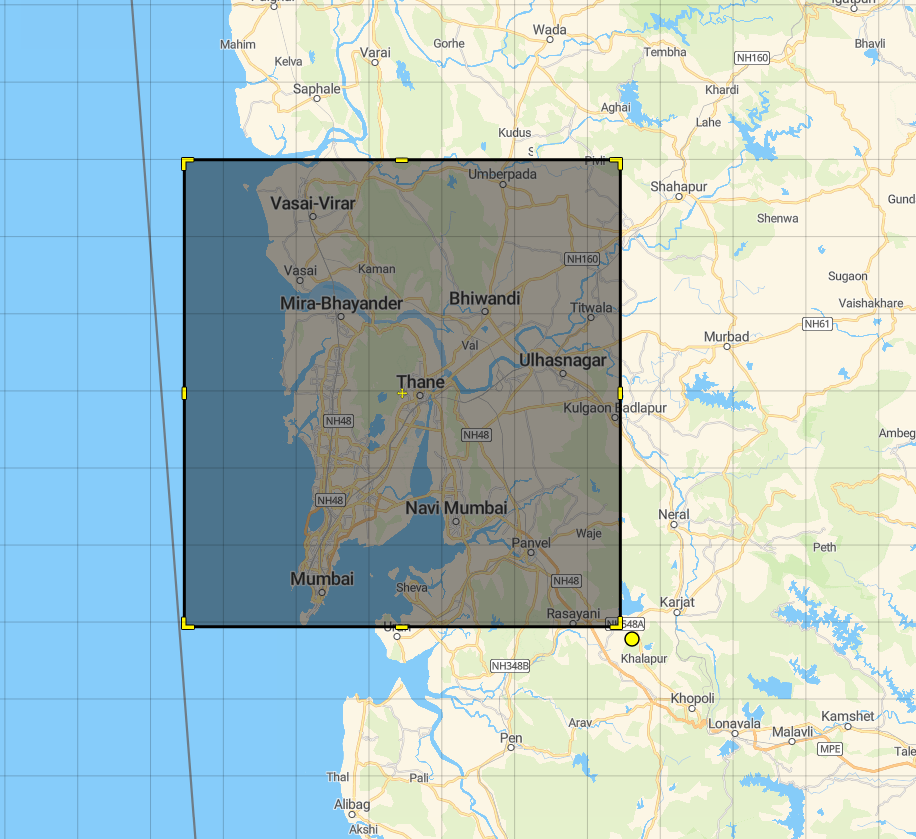 Mahim
Gorhe
Wada
Varai
Tembha
Bhavli
NH160
Kelva
Saphale
Khardi
Aghai
Lahe
Kudus
S
Pivli
Umberpada
Shahapur
Vasai-Virar
Shenwa
NH160
Vasai
Kaman
Sugaon
Mira-Bhayander
Bhiwandi
Titwala
Vaishakhare
NH61
Val
Murbad
Ulhasnagar
Thane
Kulgaon Badlapur
NH48
NH48
NH48
Navi Mumbai
Neral
Waje
Panvel
Peth
Mumbai
Sheva
NH48
Karjat
Rasayani
Khalapur
NH348B
Khopoli
Arav
Lonavala
Kamshet
Malavli
Pen
MPE
Thal
Pali
Alibag
Akshi